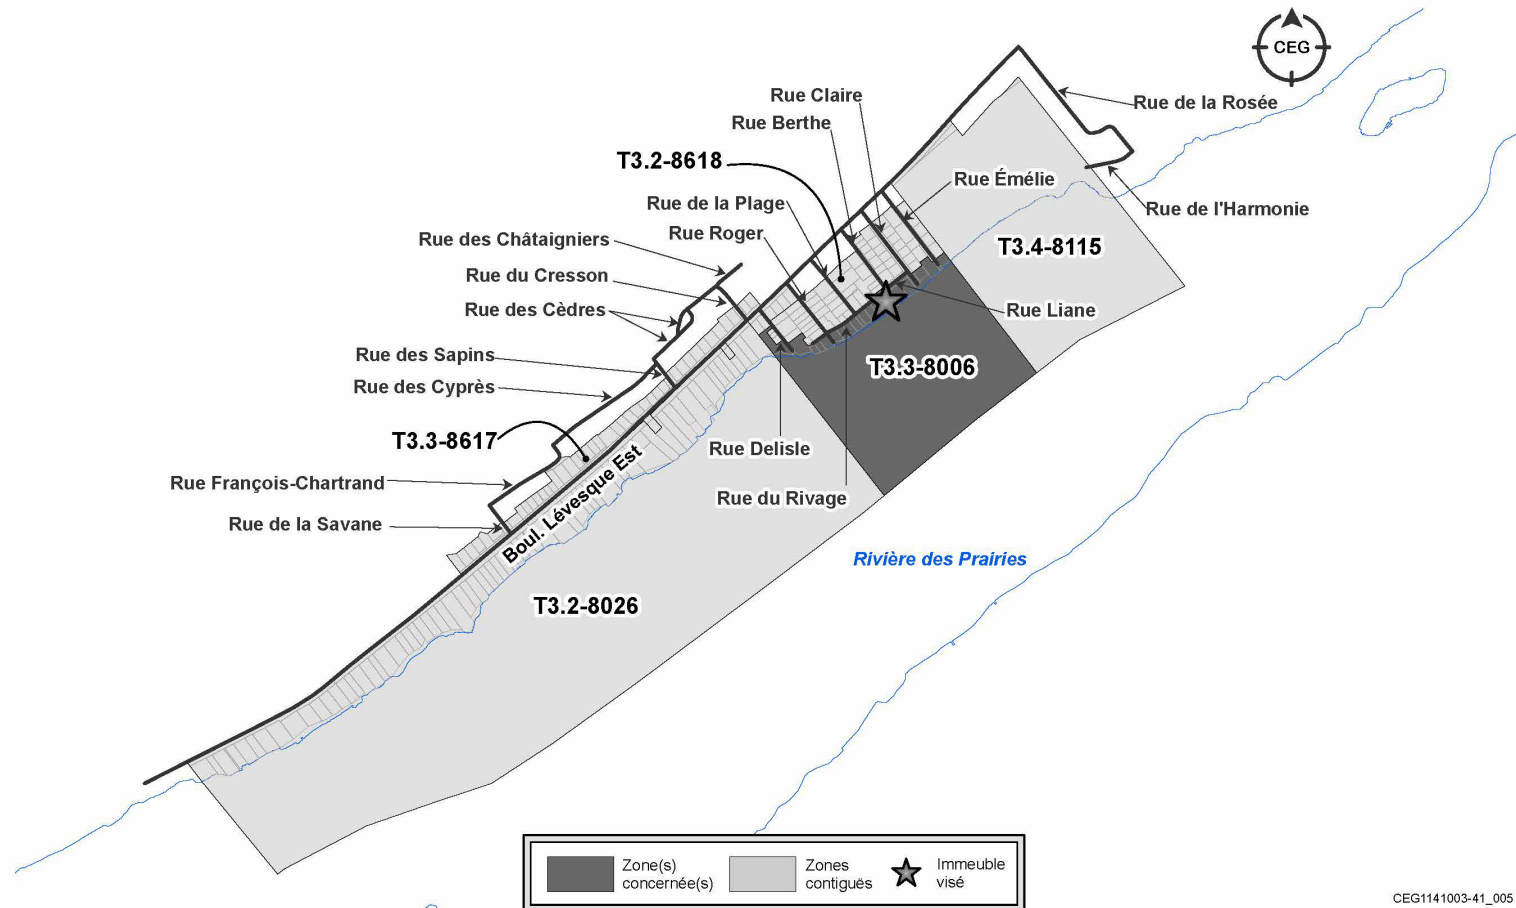 CEG
Rue Claire
Rue de la Rosée
Rue Berthe
T3.2-8618
Rue Émélie
Rue de la Plage
Rue de l'Harmonie
Rue Roger
Rue des Châtaigniers
T3.4-8115
Rue du Cresson
Rue des Cèdres
Rue Liane
Rue des Sapins
T3.3-8006
Rue des Cyprès
T3.3-8617
Rue Delisle
Boul. Lévesque Est
Rue François-Chartrand
Rue du Rivage
Rue de la Savane
Rivière des Prairies
T3.2-8026
Zone(s)
concernée(s)
Zones
contiguës
Immeuble
visé
CEG1141003-41_005